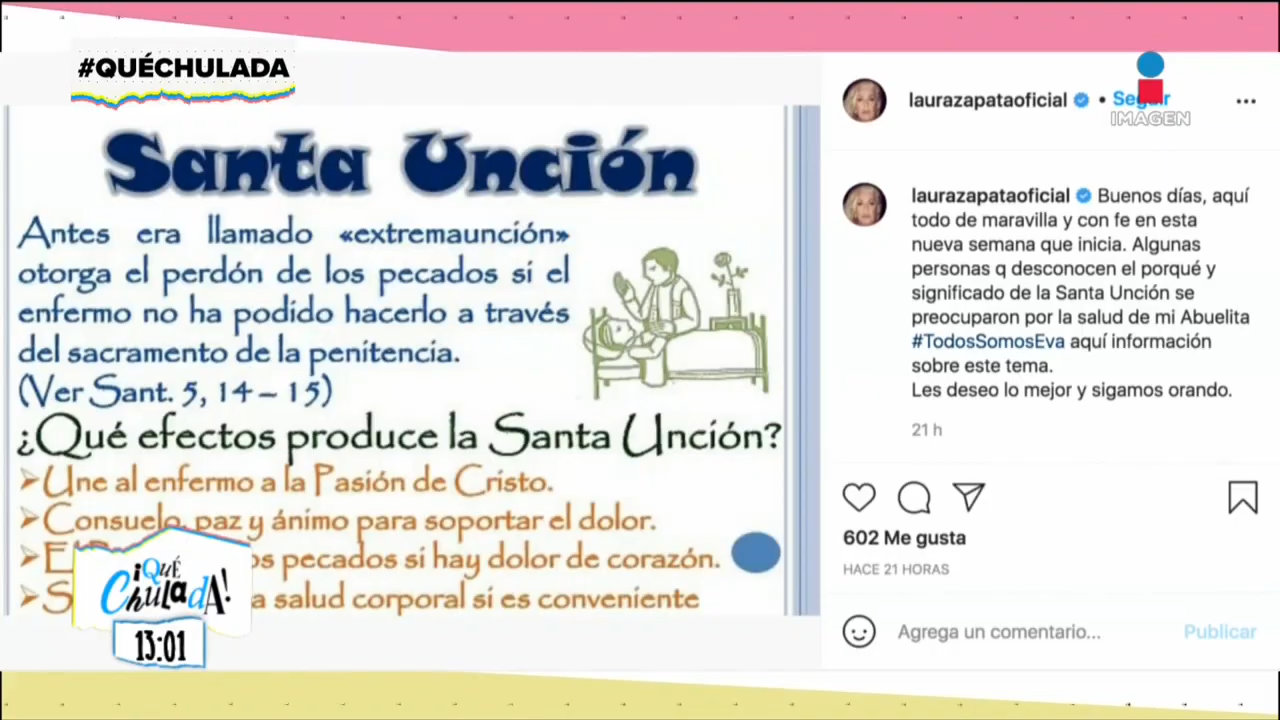 #QUÉCHULADA
Santa Unción
Antes era llamado «extremaunción»
otorga el perdón de los pecados si el
enfermo no ha podido hacerlo a través
del sacramento de la penitencia.
(Ver Sant. 5, 14 – 15)
¿Qué efectos produce la Santa Unción?
Une al enfermo a la Pasión de Cristo.
Consuelo, paz y ánimo para soportar el dolor.
os pecados si hay dolor de corazón.
a salud corporal si es conveniente
¡QUÉ
ChuladA!
13:01
laurazapataoficial • Seguir
IMAGEN
laurazapataoficial Buenos días, aquí
todo de maravilla y con fe en esta
nueva semana que inicia. Algunas
personas q desconocen el porqué y
significado de la Santa Unción se
preocuparon por la salud de mi Abuelita
#TodosSomosEva aquí información
sobre este tema.
Les deseo lo mejor y sigamos orando.
21 h
602 Me gusta
HACE 21 HORAS
Agrega un comentario... Publicar